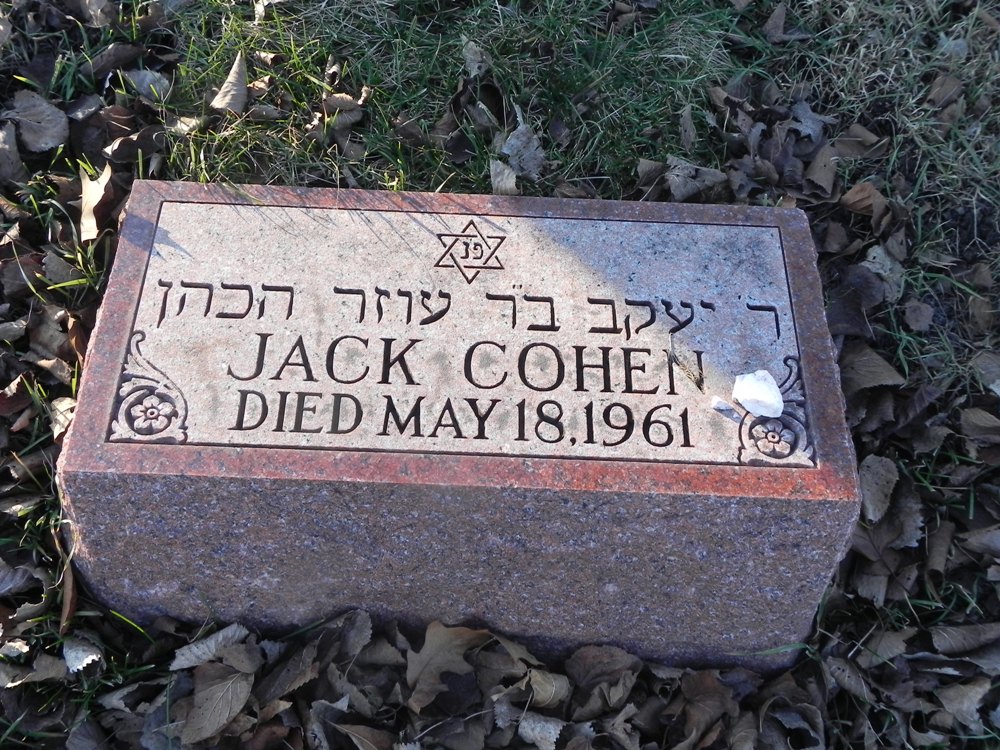 פנ
ר' יעקב בר עוזר הכהן
JACK COHEN
DIED MAY 18, 1961